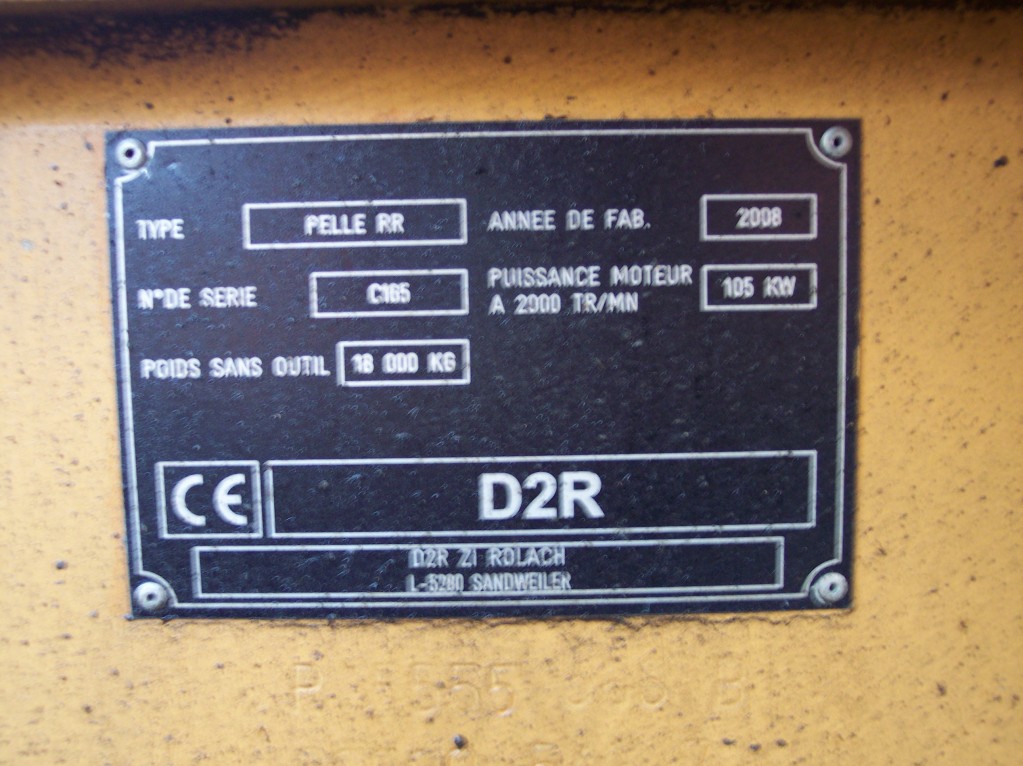 TYPE PELLE RR ANNEE DE FAB. 2008
N° DE SERIE C165 PUISSANCE MOTEUR
A 2000 TR/MN 105 KW
POIDS SANS OUTIL 18 000 KG
CE D2R
D2R ZI ROLACH
L-5280 SANDWEILER
P 1555 B